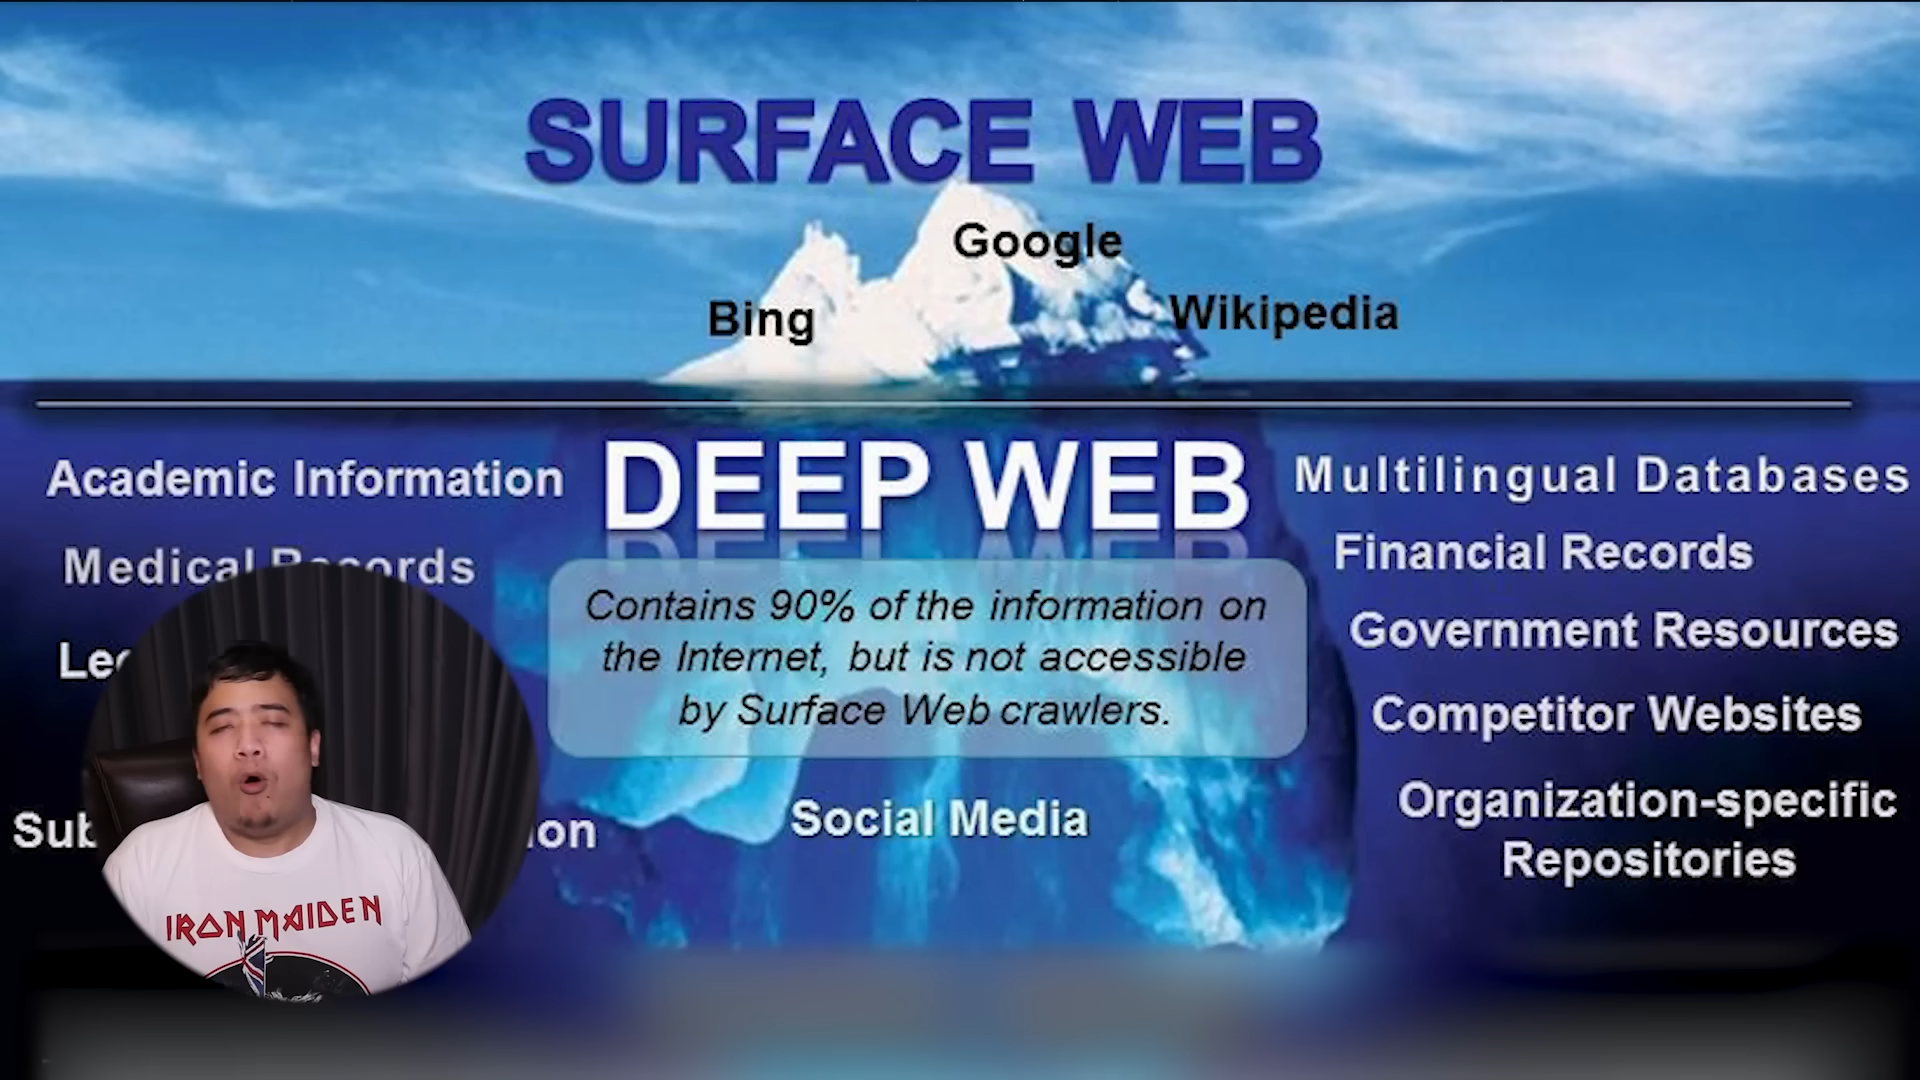 SURFACE WEB
Google
Bing
Wikipedia
DEEP WEB
Academic Information
Multilingual Databases
Medical Records
Financial Records
Contains 90% of the information on
the Internet, but is not accessible
by Surface Web crawlers.
Government Resources
Competitor Websites
Social Media
Organization-specific
Repositories
IRON MAIDEN